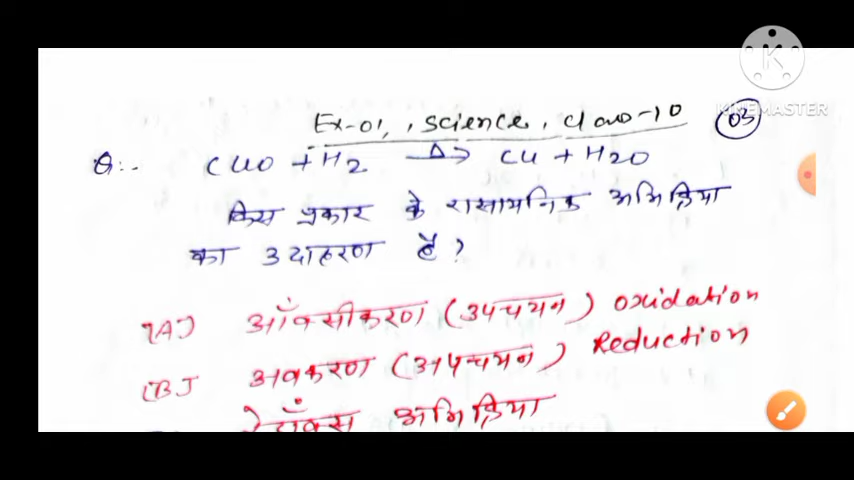 KINEMASTER
Ex-01, Science, Class-10 (03)
Q:- CuO + H2 —Δ→ Cu + H2O
किस प्रकार के रासायनिक अभिक्रिया
का उदाहरण है?
(A) ऑक्सीकरण (उपचयन) Oxidation
(B) अवकरण (अपचयन) Reduction
रेडॉक्स अभिक्रिया